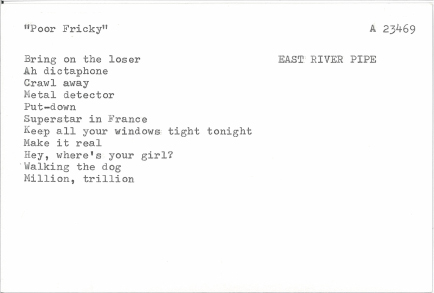 "Poor Fricky" A 23469
Bring on the loser EAST RIVER PIPE
Ah dictaphone
Crawl away
Metal detector
Put-down
Superstar in France
Keep all your windows tight tonight
Make it real
Hey, where's your girl?
Walking the dog
Million, trillion